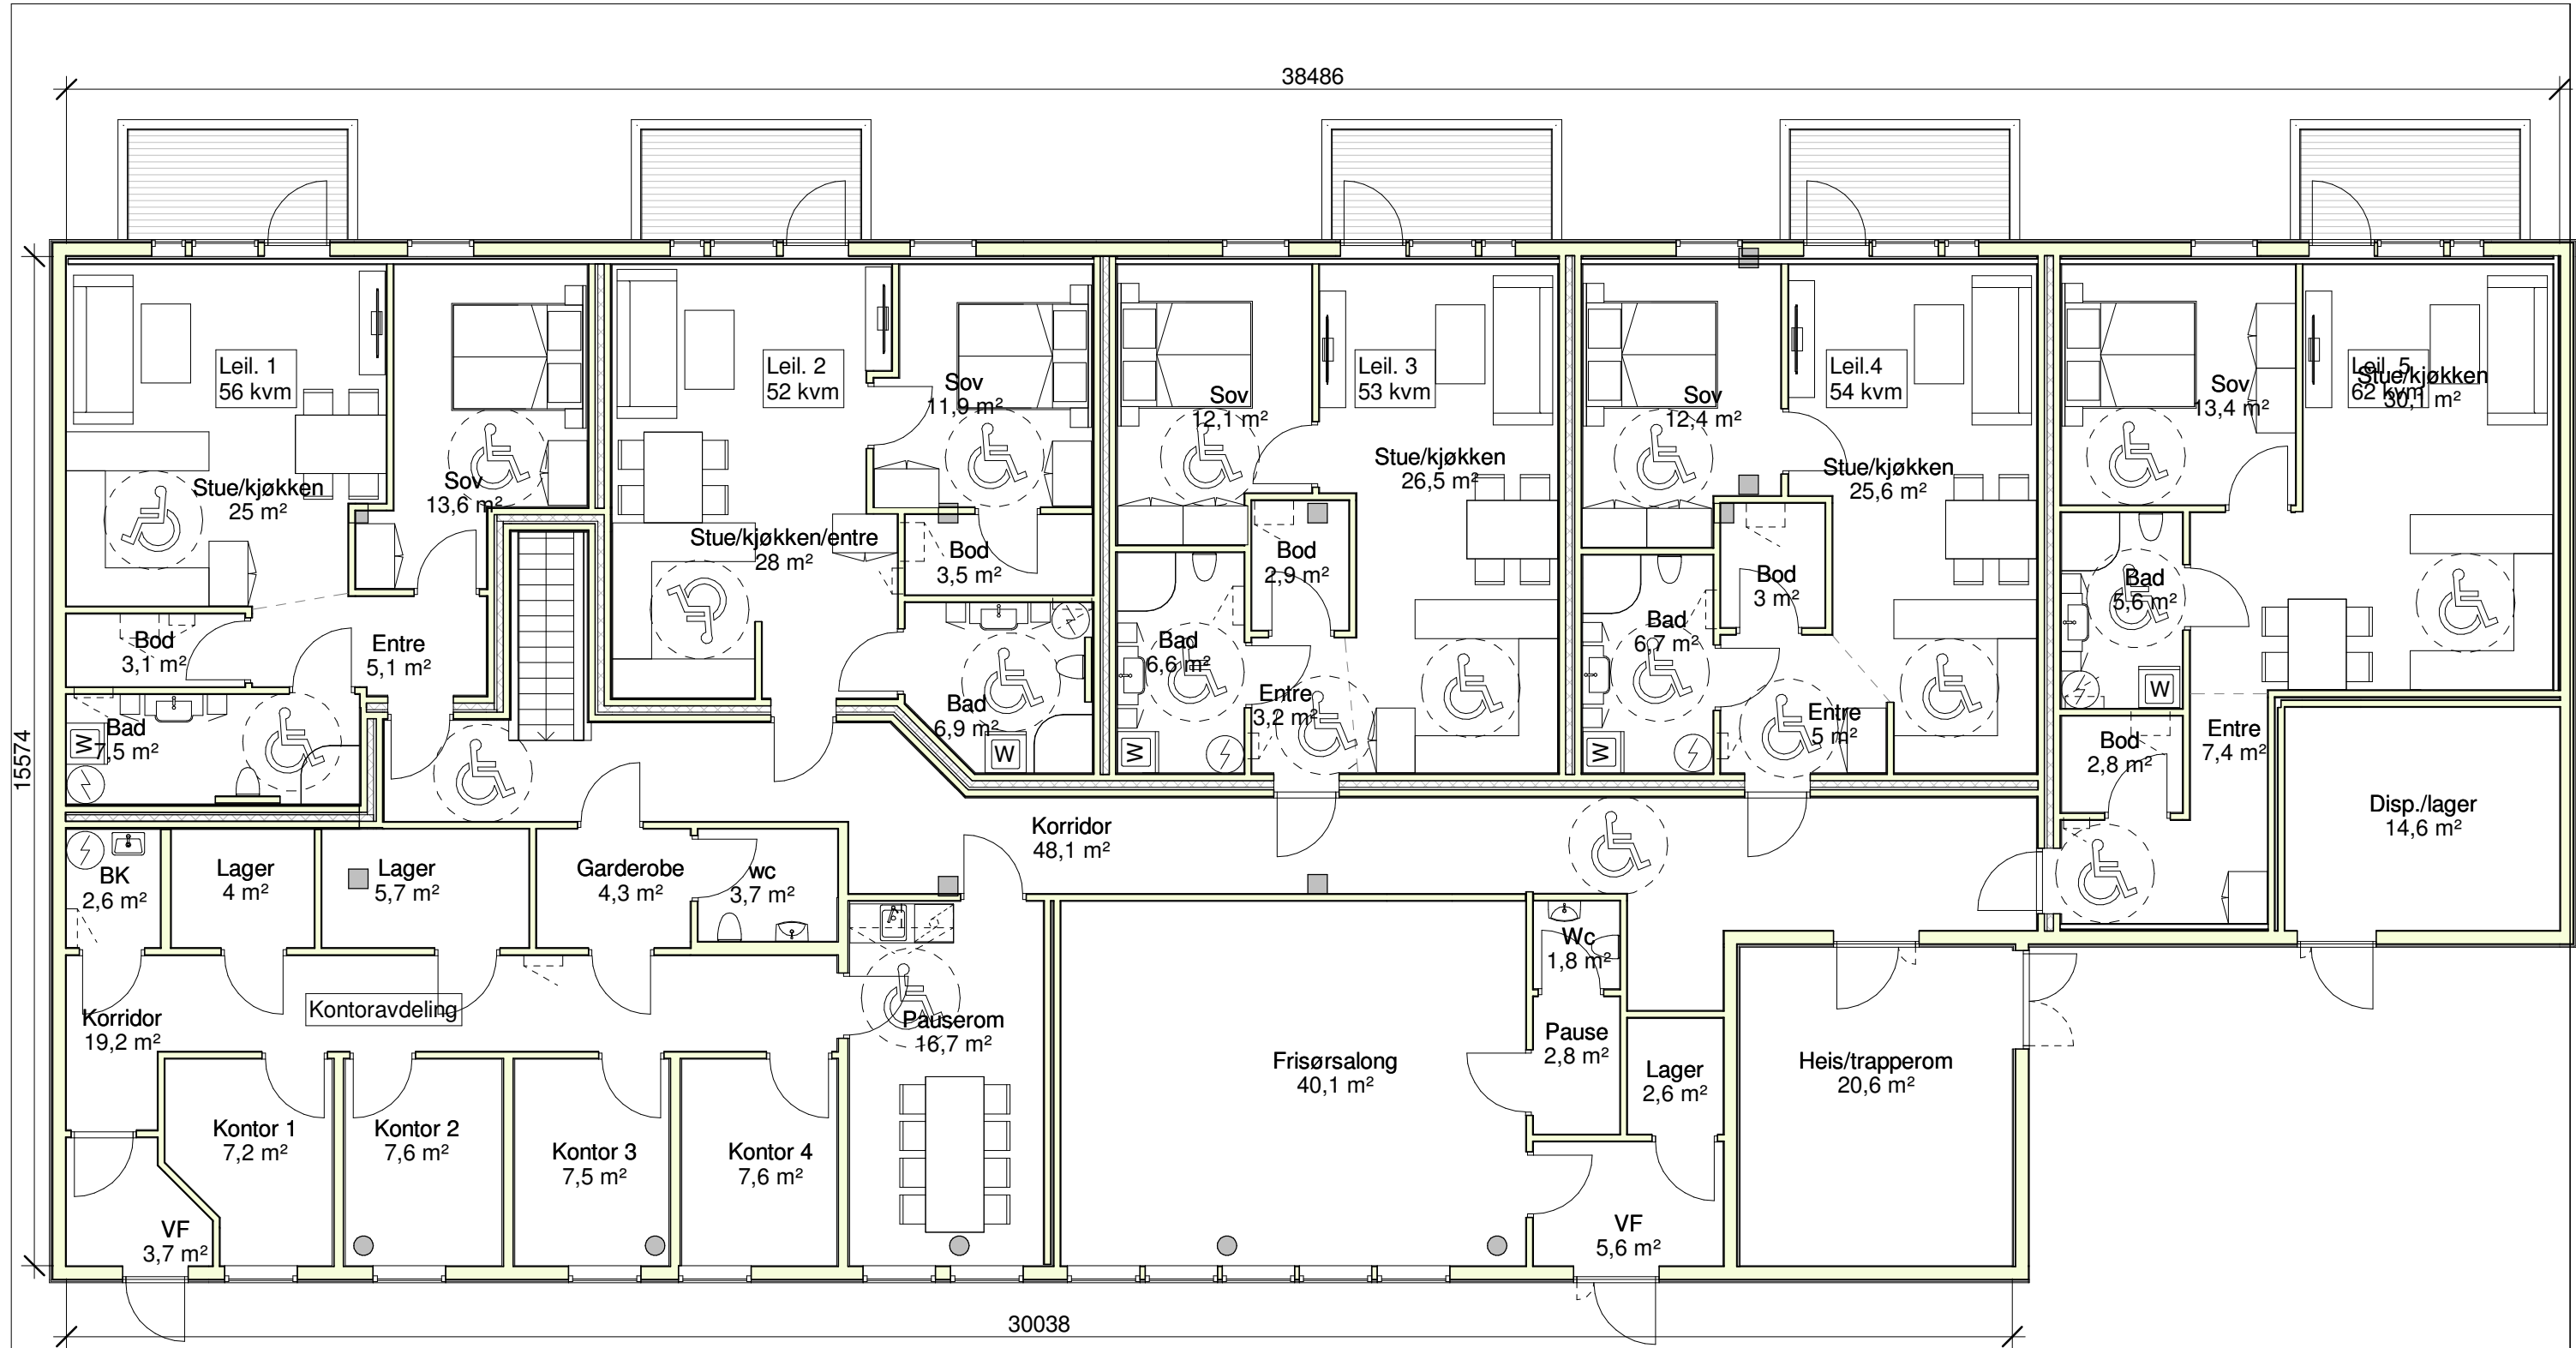 38486
15574
Leil. 1
56 kvm
Stue/kjøkken
25 m²
Sov
13,6 m²
Bod
3,1 m²
Entre
5,1 m²
Bad
7,5 m²
W
Leil. 2
52 kvm
Sov
11,9 m²
Stue/kjøkken/entre
28 m²
Bod
3,5 m²
Bad
6,9 m²
W
Leil. 3
53 kvm
Sov
12,1 m²
Stue/kjøkken
26,5 m²
Bod
2,9 m²
Bad
6,6 m²
Entre
3,2 m²
W
Leil.4
54 kvm
Sov
12,4 m²
Stue/kjøkken
25,6 m²
Bod
3 m²
Bad
6,7 m²
Entre
5 m²
W
Leil. 5
62 kvm
Stue/kjøkken
30,1 m²
Sov
13,4 m²
Bad
5,6 m²
W
Bod
2,8 m²
Entre
7,4 m²
Disp./lager
14,6 m²
Korridor
48,1 m²
BK
2,6 m²
Lager
4 m²
Lager
5,7 m²
Garderobe
4,3 m²
wc
3,7 m²
Kontoravdeling
Korridor
19,2 m²
Pauserom
16,7 m²
Kontor 1
7,2 m²
Kontor 2
7,6 m²
Kontor 3
7,5 m²
Kontor 4
7,6 m²
VF
3,7 m²
Frisørsalong
40,1 m²
Wc
1,8 m²
Pause
2,8 m²
Lager
2,6 m²
VF
5,6 m²
Heis/trapperom
20,6 m²
30038